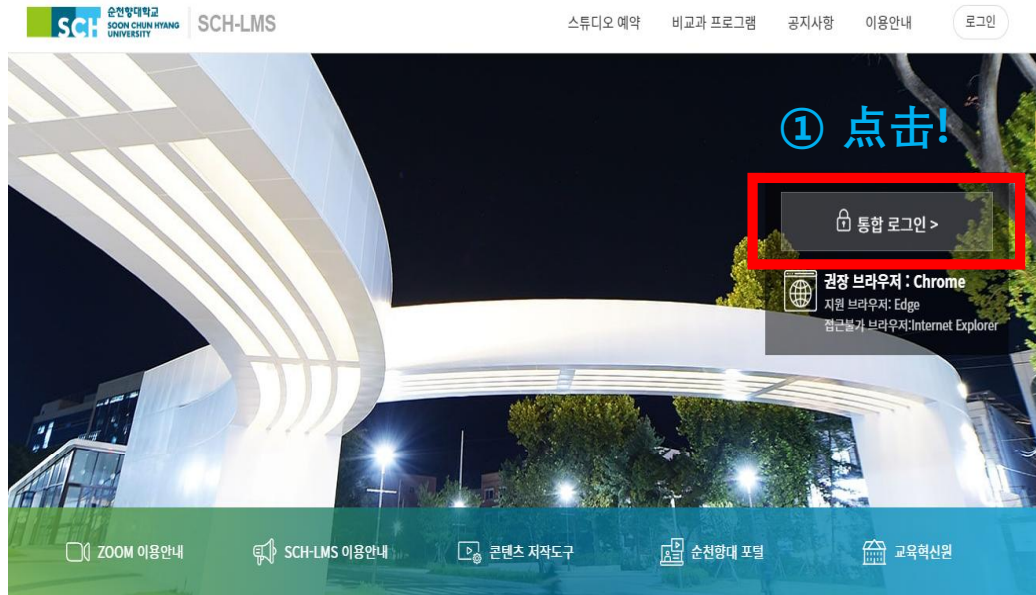 SCH 순천향대학교
SOON CHUN HYANG
UNIVERSITY
SCH-LMS
스튜디오 예약 비교과 프로그램 공지사항 이용안내 로그인
① 点击!
통합 로그인 >
권장 브라우저 : Chrome
지원 브라우저: Edge
접근불가 브라우저:Internet Explorer
ZOOM 이용안내 SCH-LMS 이용안내 콘텐츠 저작도구 순천향대 포털 교육혁신원